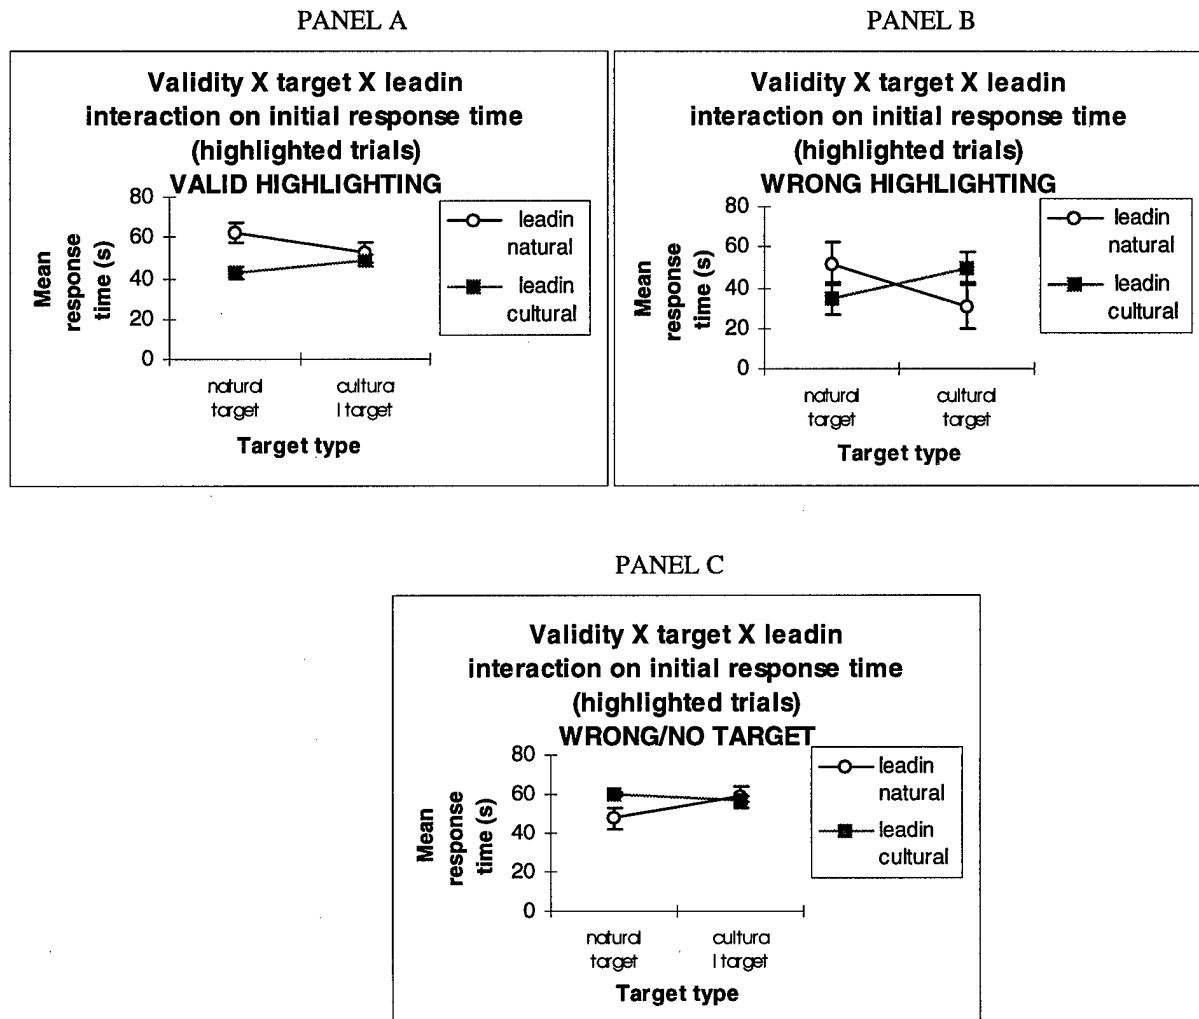 PANEL A
Validity X target X leadin
interaction on initial response time
(highlighted trials)
VALID HIGHLIGHTING
80
60
40
20
0
Mean
response
time (s)
natural
target
cultura
l target
Target type
leadin
natural
leadin
cultural
PANEL B
Validity X target X leadin
interaction on initial response time
(highlighted trials)
WRONG HIGHLIGHTING
80
60
40
20
0
Mean
response
time (s)
natural
target
cultural
target
Target type
leadin
natural
leadin
cultural
PANEL C
Validity X target X leadin
interaction on initial response time
(highlighted trials)
WRONG/NO TARGET
80
60
40
20
0
Mean
response
time (s)
natural
target
cultura
l target
Target type
leadin
natural
leadin
cultural